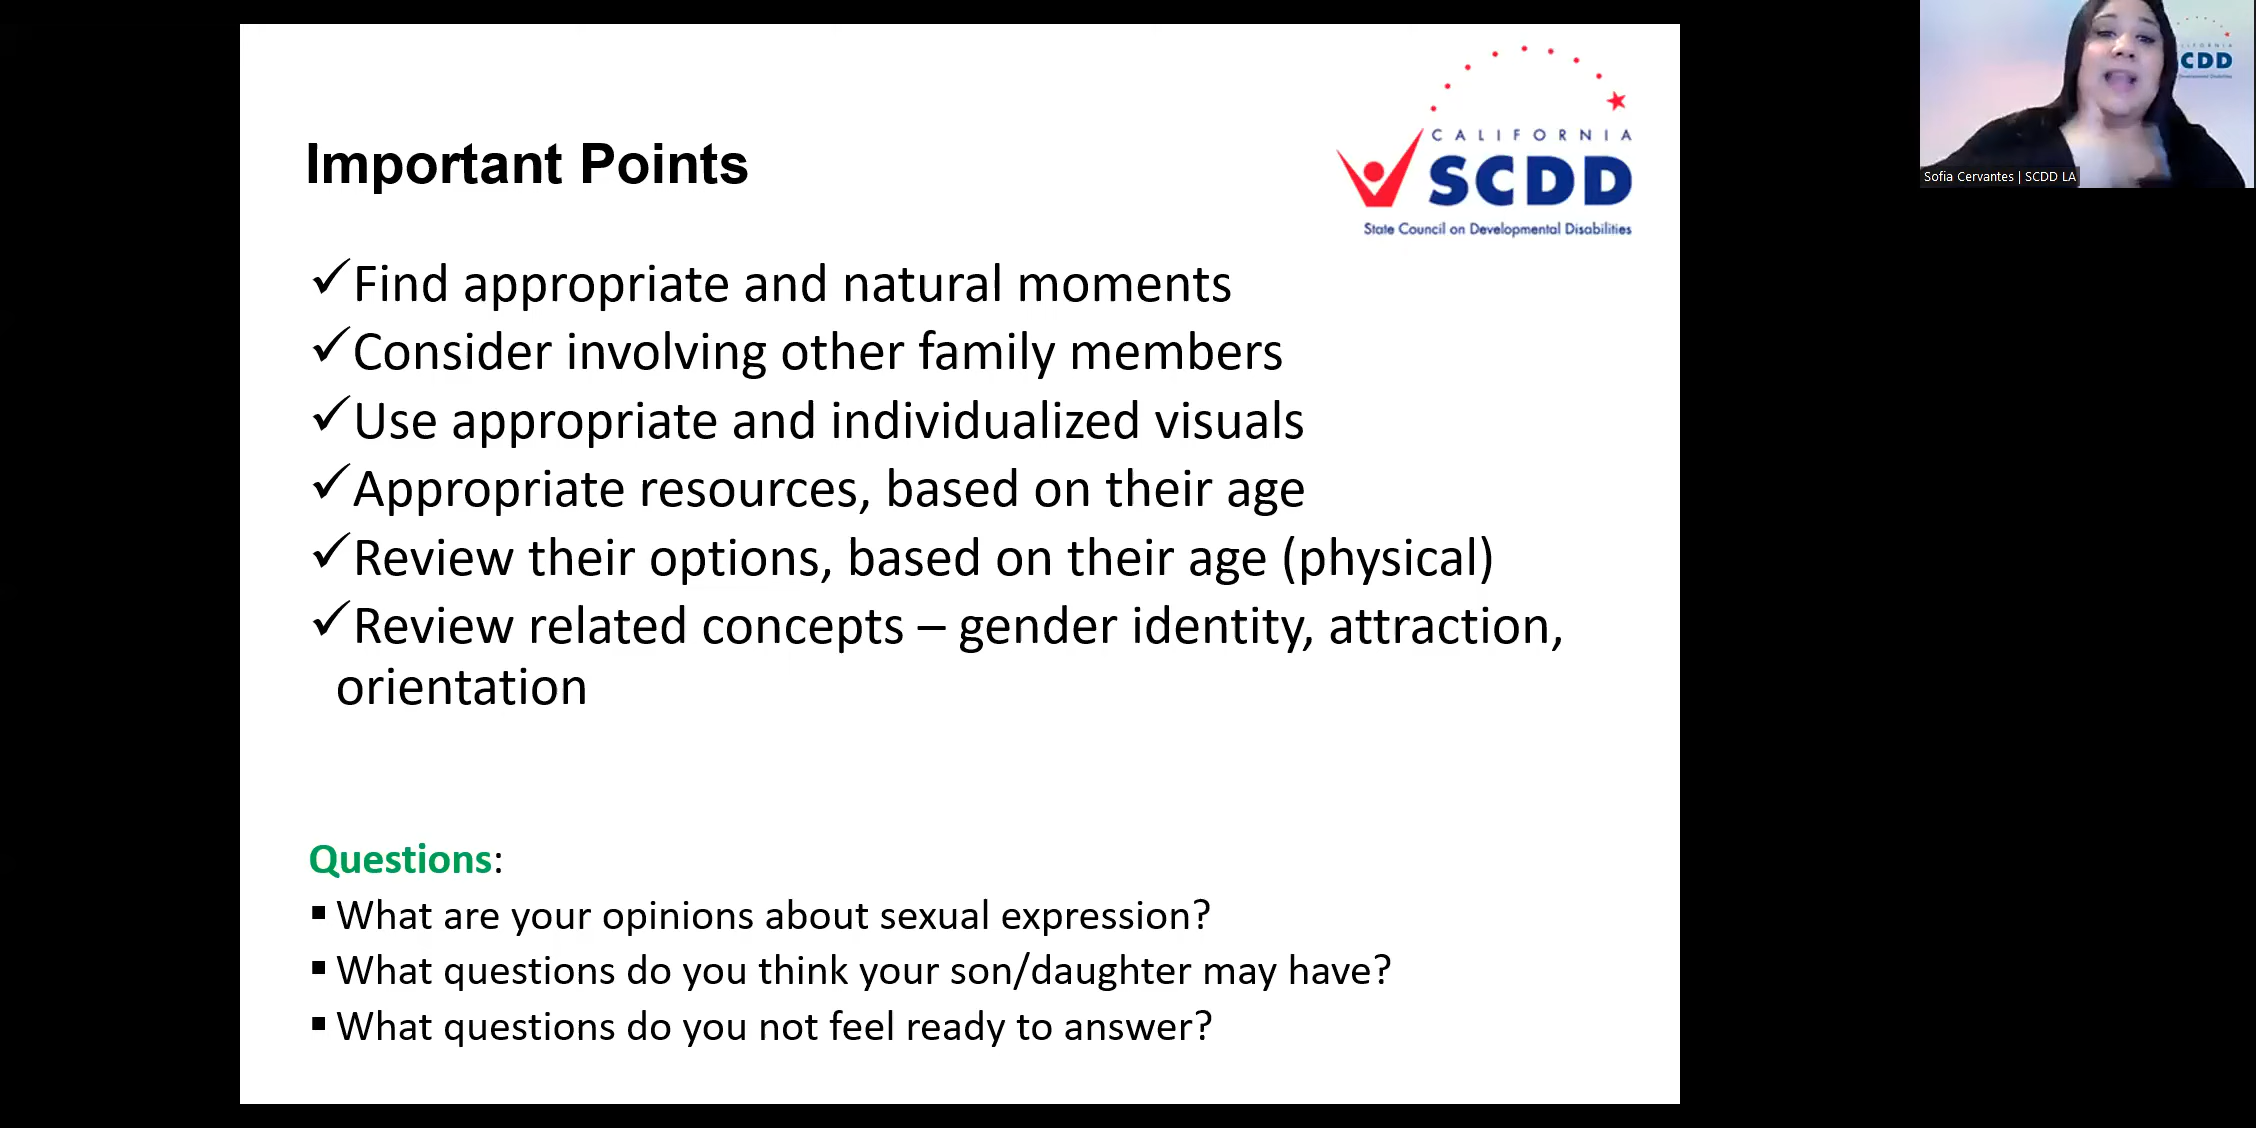 Important Points
CALIFORNIA
SCDD
State Council on Developmental Disabilities
✓Find appropriate and natural moments
✓Consider involving other family members
✓Use appropriate and individualized visuals
✓Appropriate resources, based on their age
✓Review their options, based on their age (physical)
✓Review related concepts – gender identity, attraction,
orientation
Questions:
▪ What are your opinions about sexual expression?
▪ What questions do you think your son/daughter may have?
▪ What questions do you not feel ready to answer?
CDD
Sofia Cervantes | SCDD LA